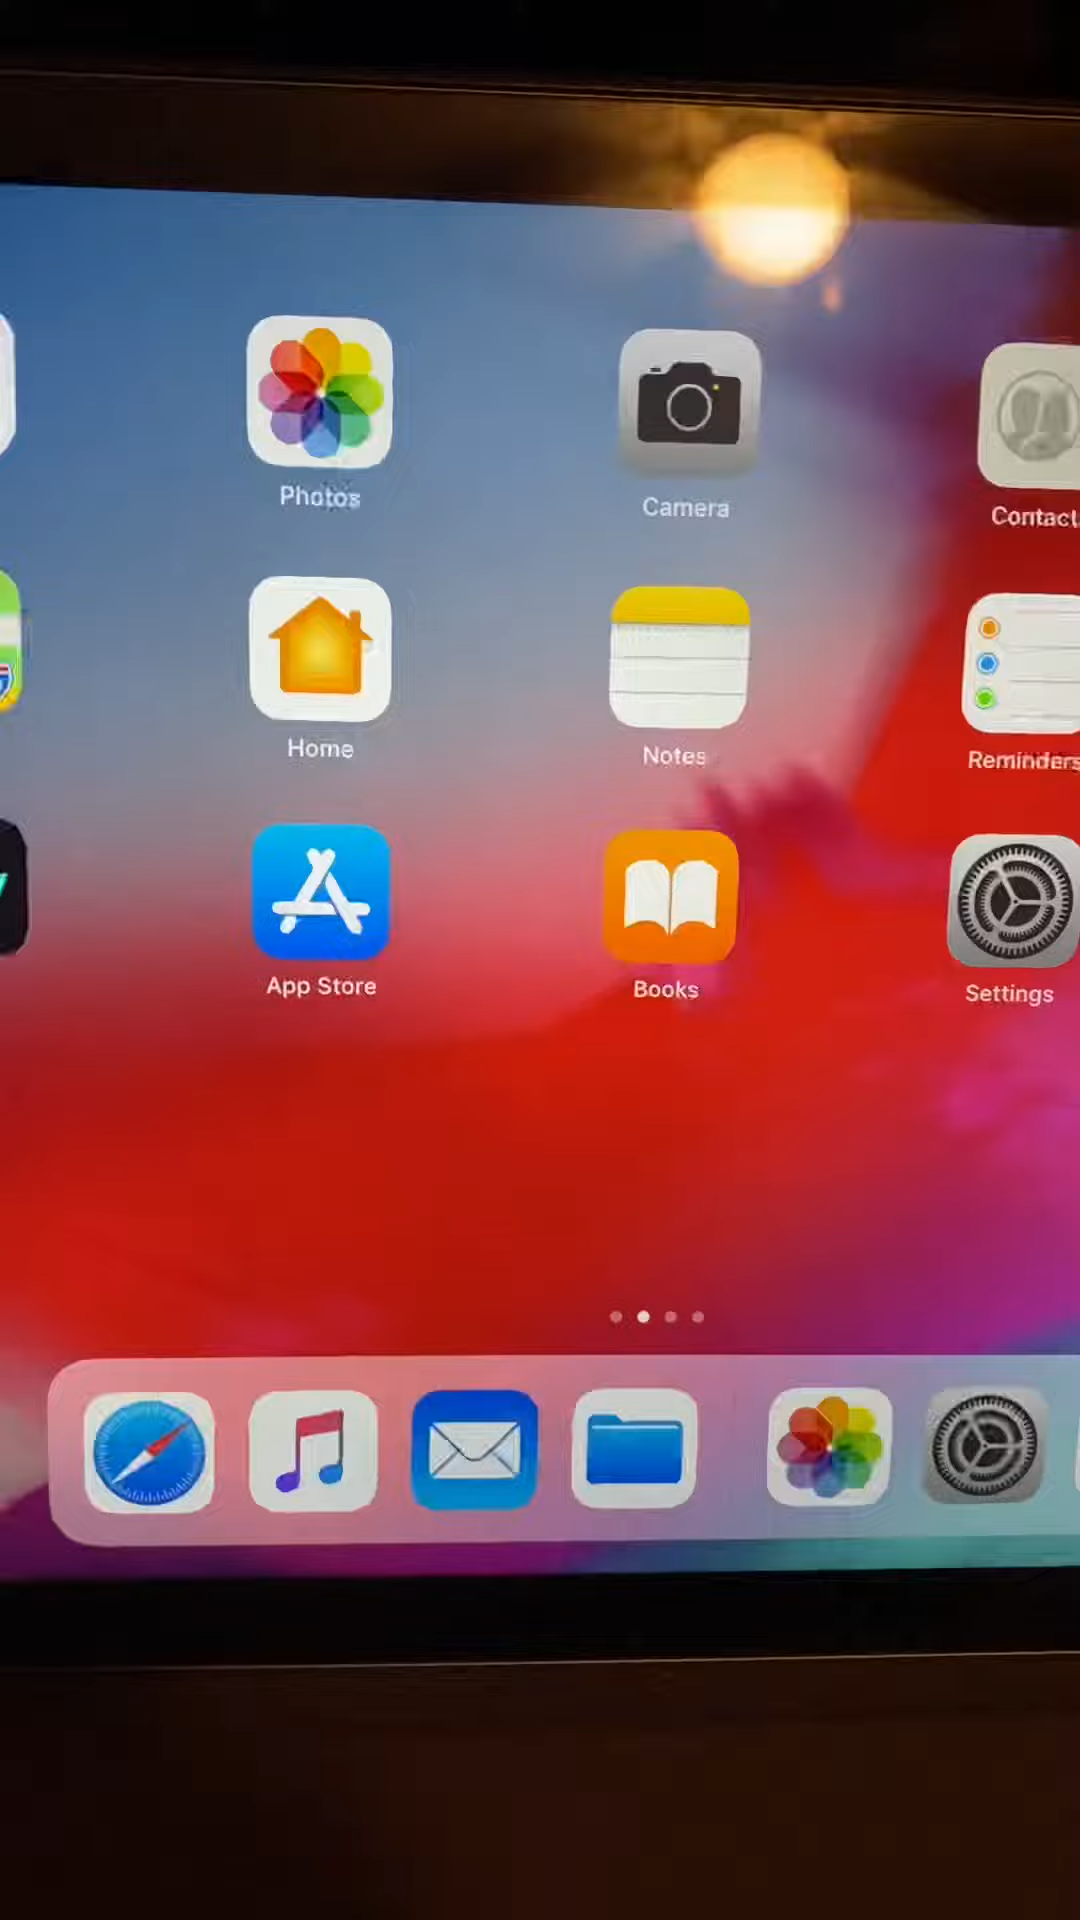 Photos
Camera
Contact
Home
Notes
Reminders
App Store
Books
Settings